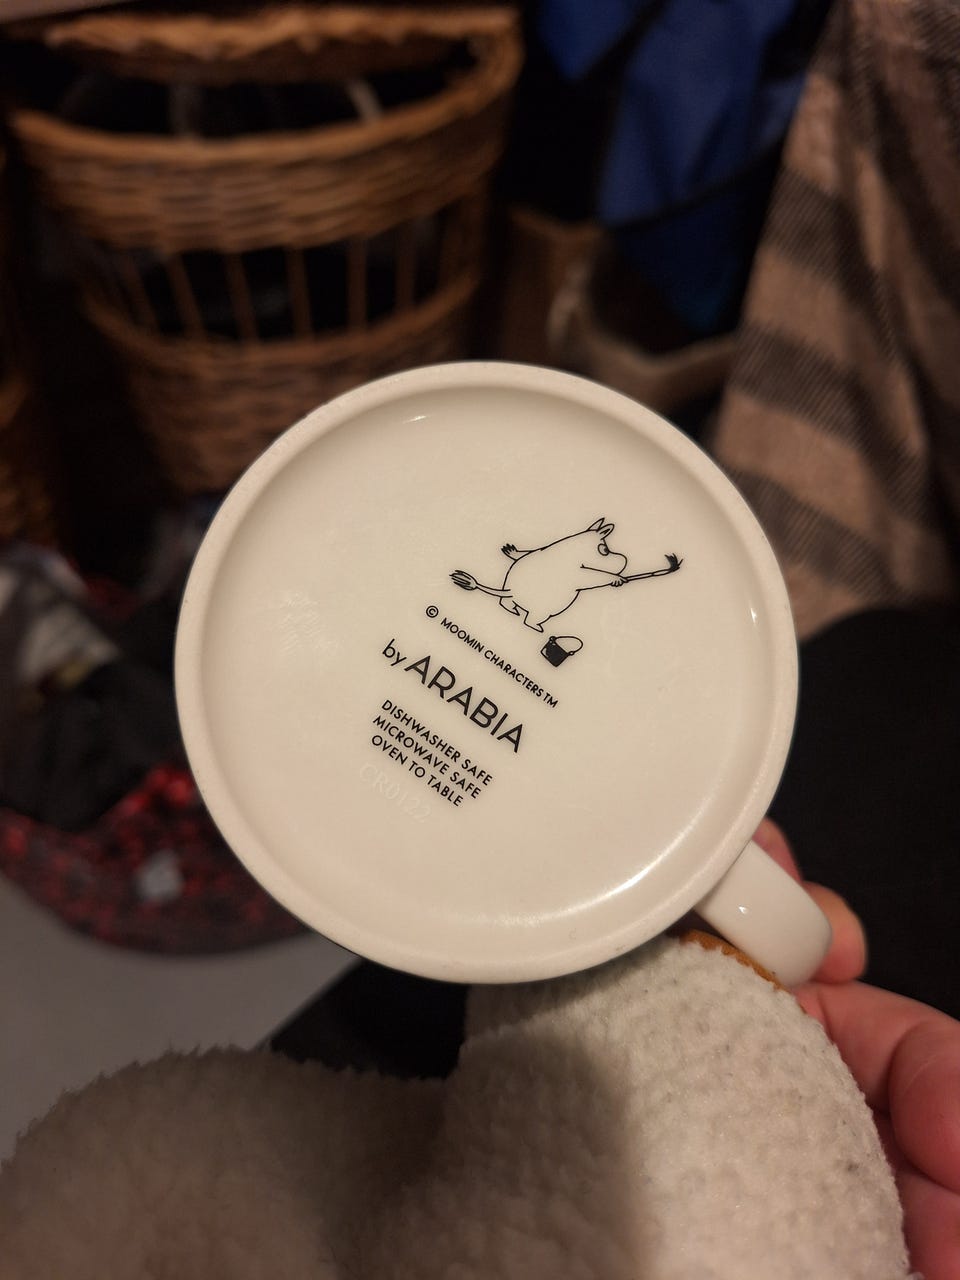 © MOOMIN CHARACTERS™
by ARABIA
DISHWASHER SAFE
MICROWAVE SAFE
OVEN TO TABLE
CR0122